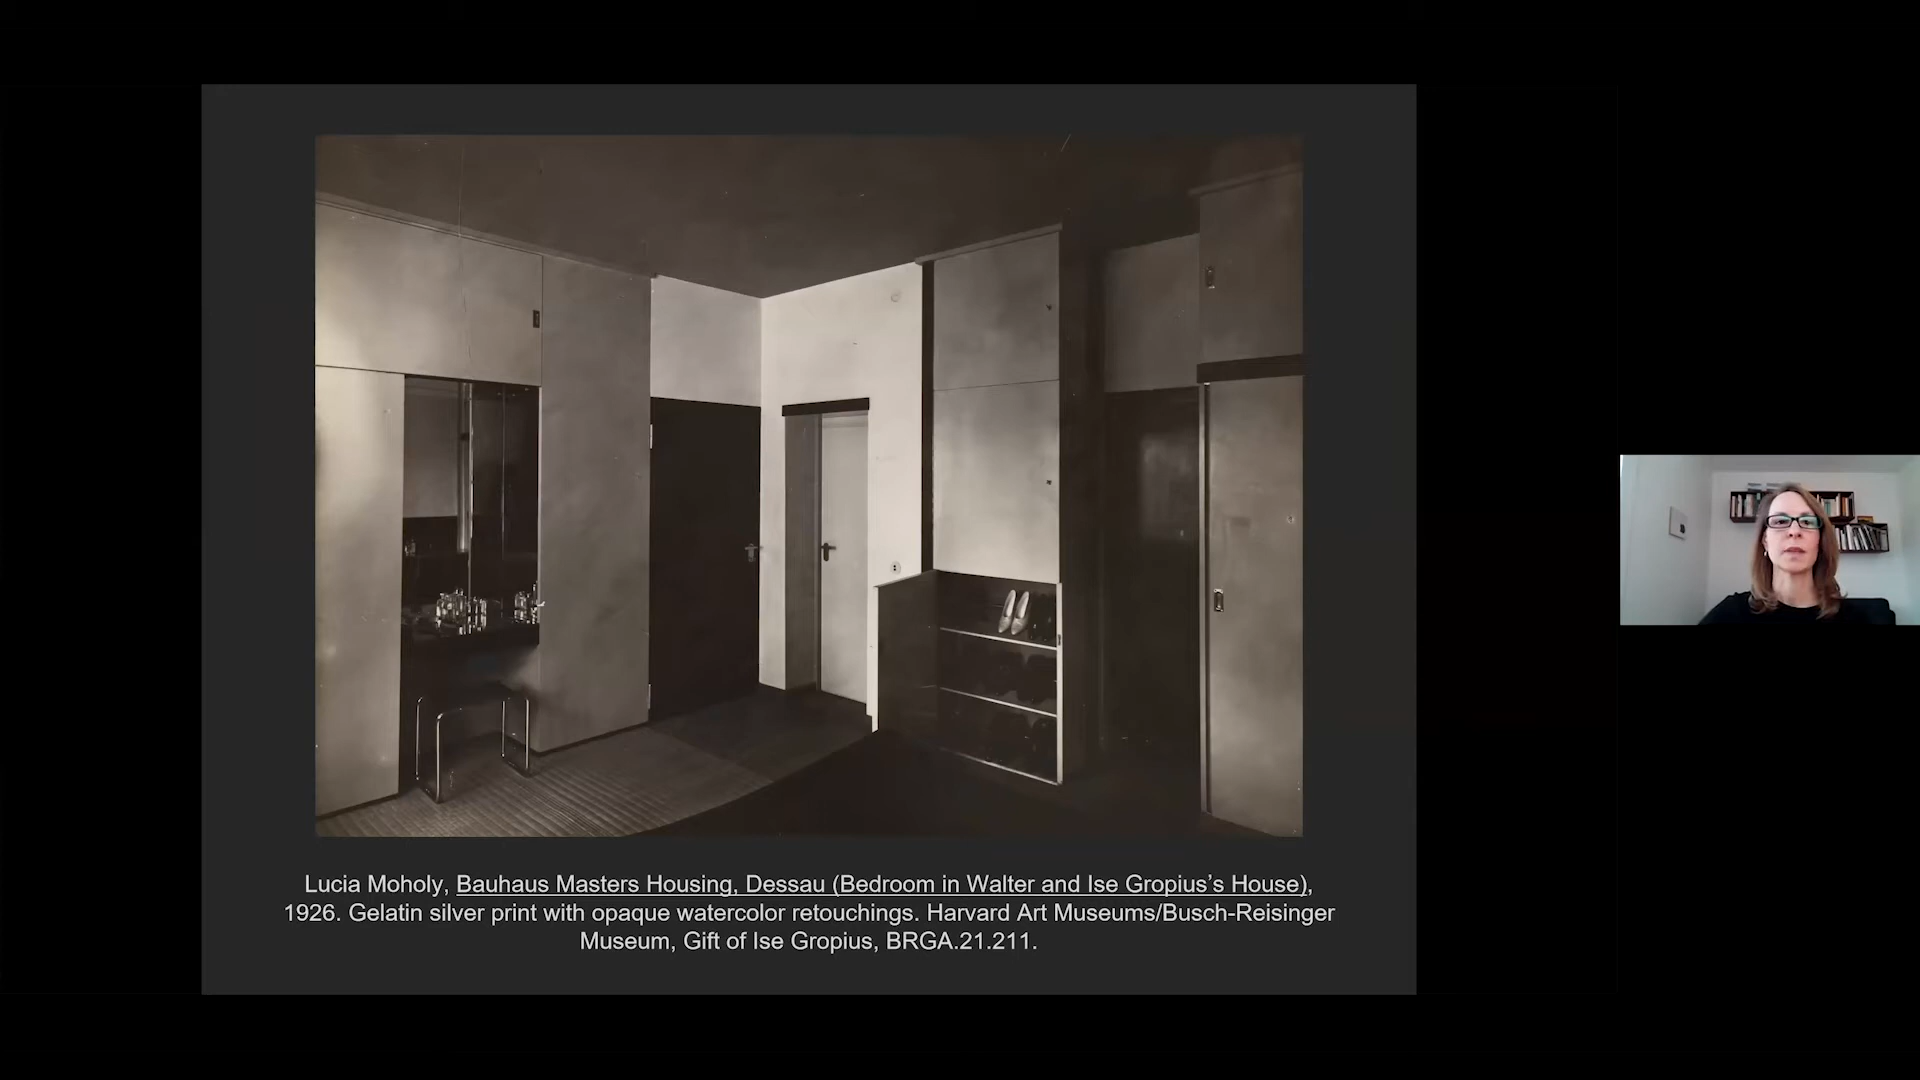 Lucia Moholy, Bauhaus Masters Housing, Dessau (Bedroom in Walter and Ise Gropius’s House),
1926. Gelatin silver print with opaque watercolor retouchings. Harvard Art Museums/Busch-Reisinger
Museum, Gift of Ise Gropius, BRGA.21.211.